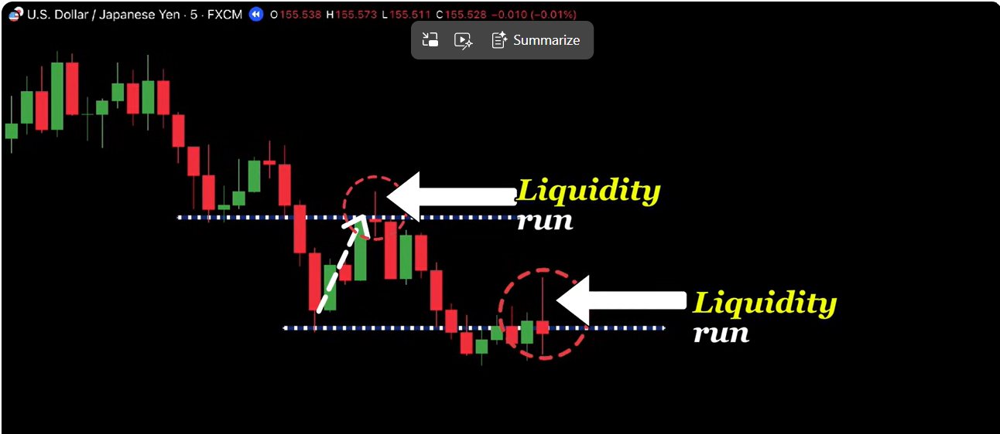 U.S. Dollar / Japanese Yen · 5 · FXCM O155.538 H155.573 L155.511 C155.528 −0.010 (−0.01%)
Summarize
Liquidity
run
Liquidity
run